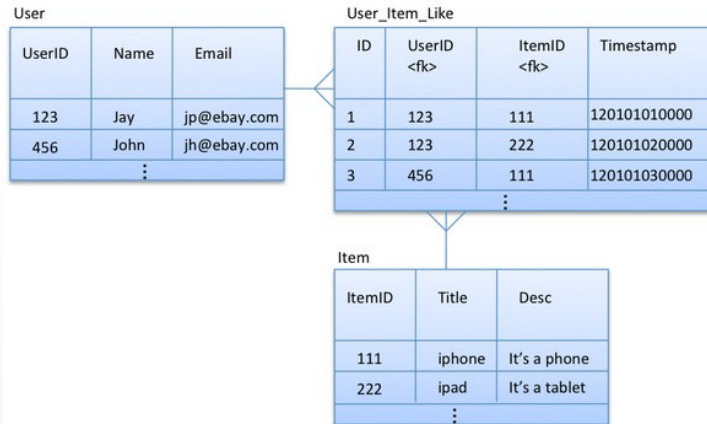 User
UserID Name Email
123 Jay jp@ebay.com
456 John jh@ebay.com
User_Item_Like
ID UserID <fk> ItemID <fk> Timestamp
1 123 111 120101010000
2 123 222 120101020000
3 456 111 120101030000
Item
ItemID Title Desc
111 iphone It's a phone
222 ipad It's a tablet